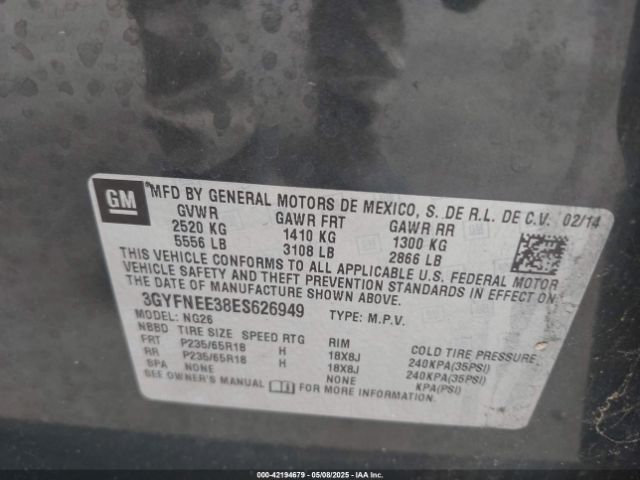 GM
MFD BY GENERAL MOTORS DE MEXICO, S. DE R.L. DE C.V. 02/14
GVWR GAWR FRT GAWR RR
2520 KG 1410 KG 1300 KG
5556 LB 3108 LB 2866 LB
THIS VEHICLE CONFORMS TO ALL APPLICABLE U.S. FEDERAL MOTOR
VEHICLE SAFETY AND THEFT PREVENTION STANDARDS IN EFFECT ON
THE DATE OF MANUFACTURE SHOWN ABOVE.
3GYFNEE38ES626949 TYPE: M.P.V.
MODEL: NG26
NBBD TIRE SIZE SPEED RTG RIM COLD TIRE PRESSURE
FRT P235/65R18 H 18X8J 240KPA(35PSI)
RR P235/65R18 H 18X8J 240KPA(35PSI)
SPA NONE NONE KPA(PSI)
SEE OWNER'S MANUAL FOR MORE INFORMATION.
000-42194679 - 05/08/2025 - IAA Inc.